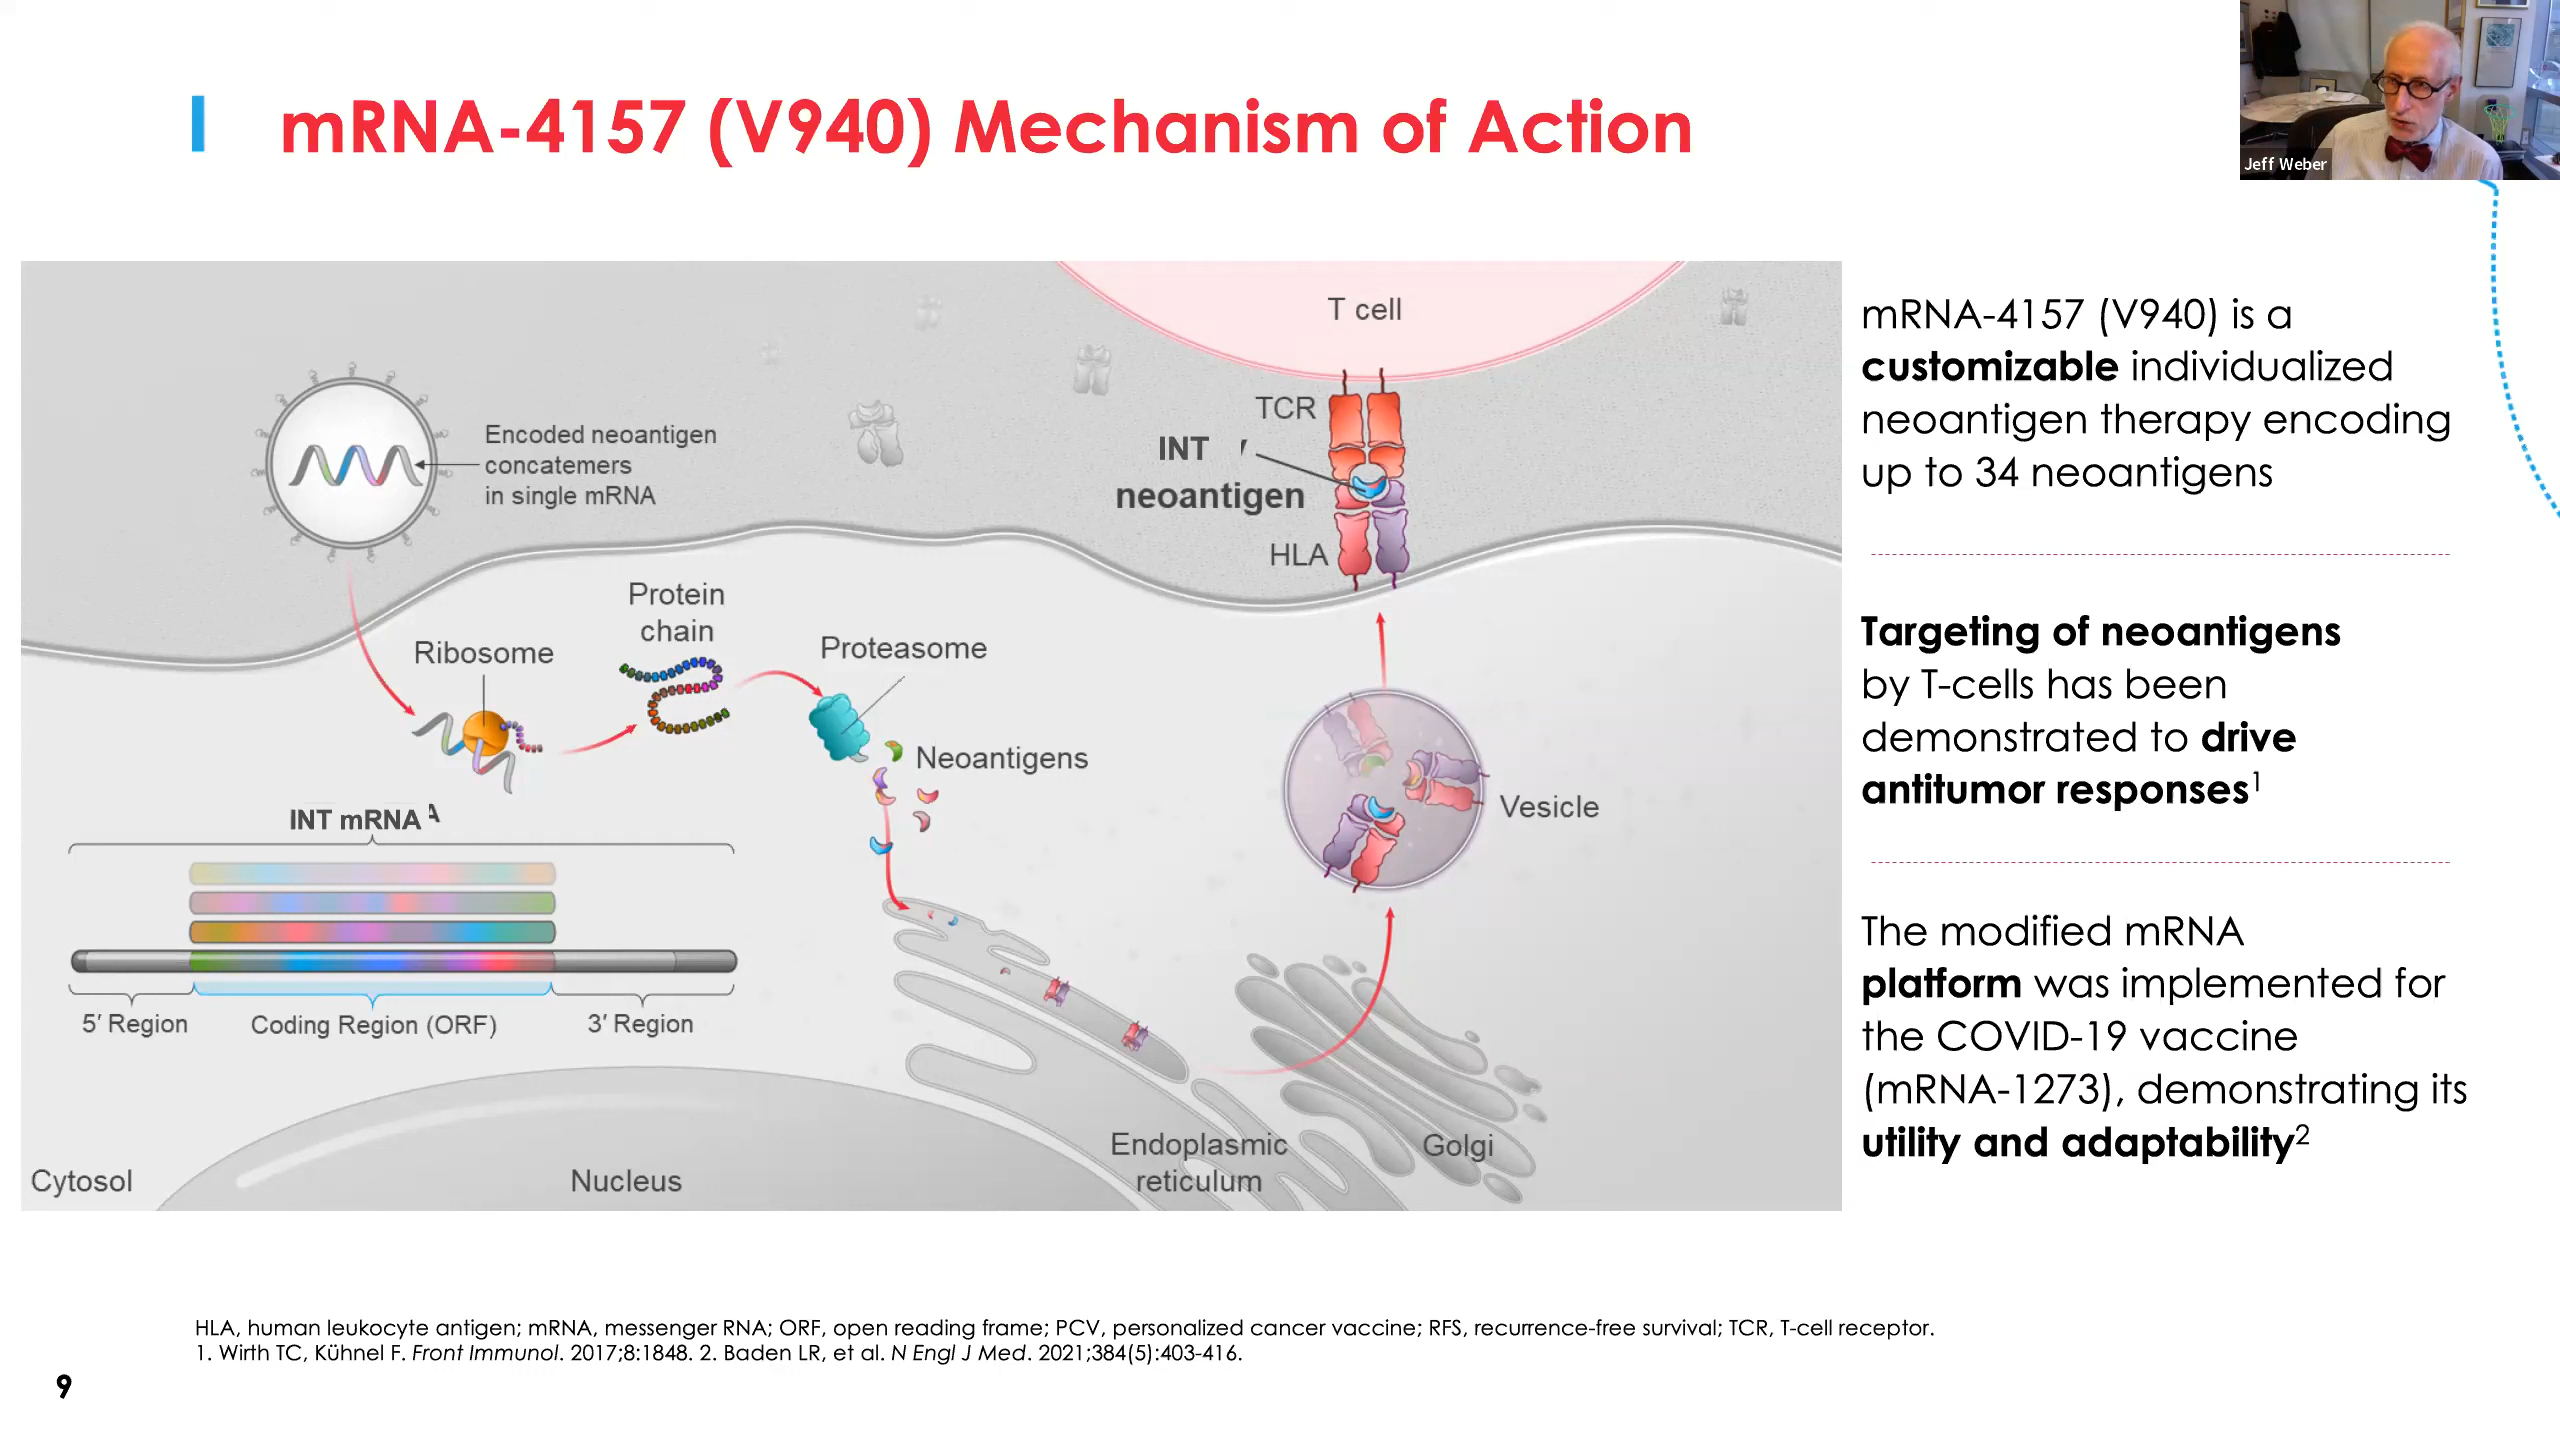 Jeff Weber
mRNA-4157 (V940) Mechanism of Action
T cell
TCR
INT
neoantigen
HLA
Encoded neoantigen
concatemers
in single mRNA
Protein
chain
Ribosome
Proteasome
Neoantigens
Vesicle
INT mRNA
5′ Region
Coding Region (ORF)
3′ Region
Endoplasmic
reticulum
Golgi
Cytosol
Nucleus
mRNA-4157 (V940) is a
customizable individualized
neoantigen therapy encoding
up to 34 neoantigens
Targeting of neoantigens
by T-cells has been
demonstrated to drive
antitumor responses1
The modified mRNA
platform was implemented for
the COVID-19 vaccine
(mRNA-1273), demonstrating its
utility and adaptability2
HLA, human leukocyte antigen; mRNA, messenger RNA; ORF, open reading frame; PCV, personalized cancer vaccine; RFS, recurrence-free survival; TCR, T-cell receptor.
1. Wirth TC, Kühnel F. Front Immunol. 2017;8:1848. 2. Baden LR, et al. N Engl J Med. 2021;384(5):403-416.
9